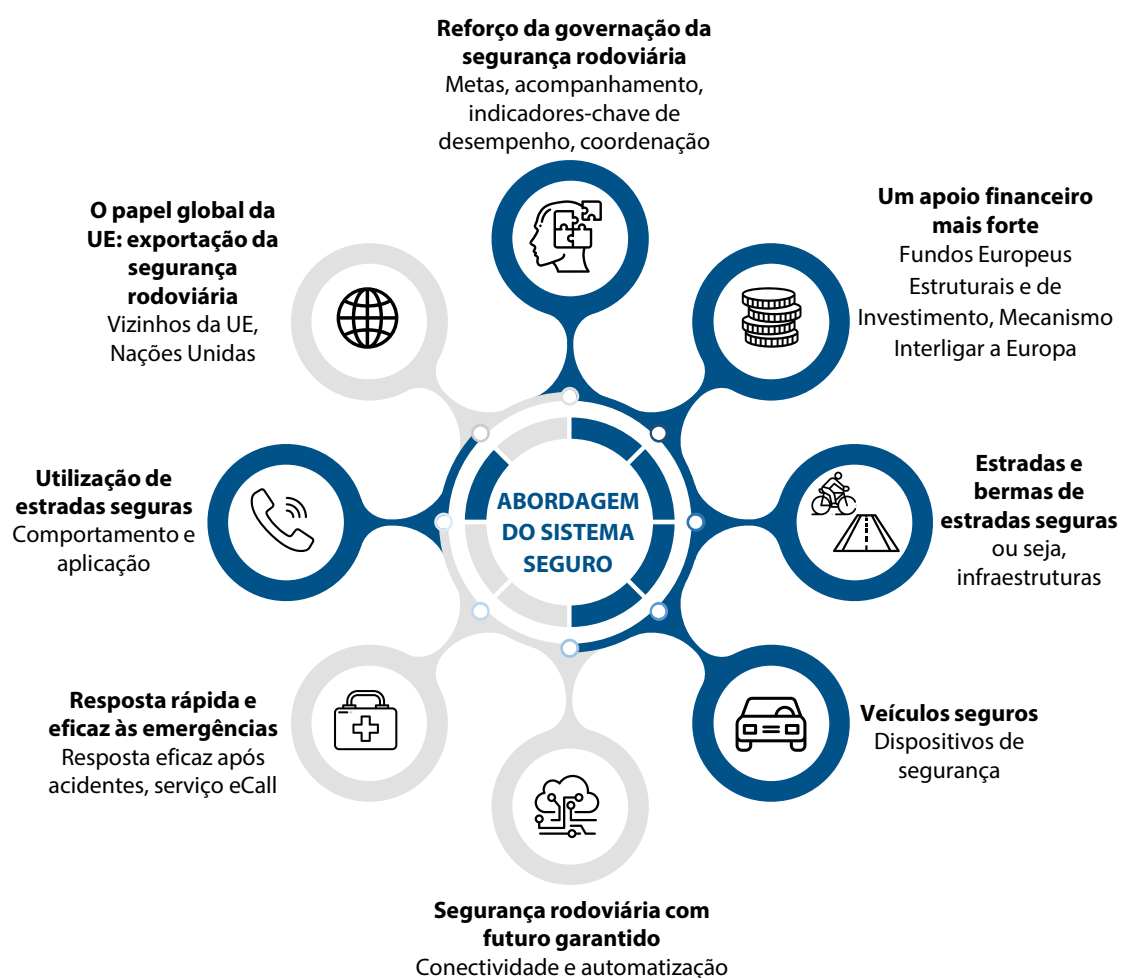 Reforço da governação da
segurança rodoviária
Metas, acompanhamento,
indicadores-chave de
desempenho, coordenação
Um apoio financeiro
mais forte
Fundos Europeus
Estruturais e de
Investimento, Mecanismo
Interligar a Europa
O papel global da
UE: exportação da
segurança
rodoviária
Vizinhos da UE,
Nações Unidas
Estradas e
bermas de
estradas seguras
ou seja,
infraestruturas
Utilização de
estradas seguras
Comportamento e
aplicação
ABORDAGEM
DO SISTEMA
SEGURO
Resposta rápida e
eficaz às emergências
Resposta eficaz após
acidentes, serviço eCall
Veículos seguros
Dispositivos de
segurança
Segurança rodoviária com
futuro garantido
Conectividade e automatização